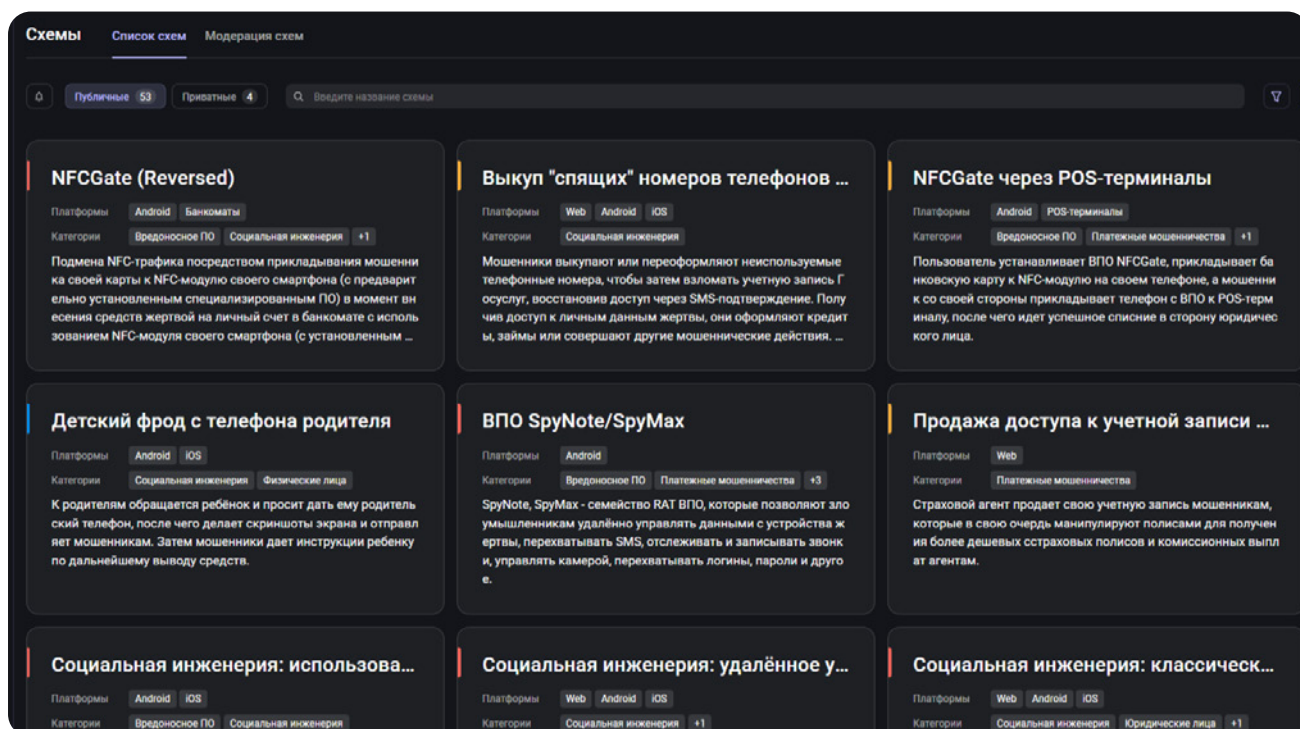 Схемы Список схем Модерация схем
Публичные 53 Приватные 4 Введите название схемы
NFCGate (Reversed)
Платформы Android Банкоматы
Категории Вредоносное ПО Социальная инженерия +1
Подмена NFC-трафика посредством прикладывания мошенни
ка своей карты к NFC-модулю своего смартфона (с предварит
ельно установленным специализированным ПО) в момент вн
есения средств жертвой на личный счет в банкомате с исполь
зованием NFC-модуля своего смартфона (с установленным ...
Выкуп "спящих" номеров телефонов ...
Платформы Web Android iOS
Категории Социальная инженерия
Мошенники выкупают или переоформляют неиспользуемые
телефонные номера, чтобы затем взломать учетную запись Г
осуслуг, восстановив доступ через SMS-подтверждение. Полу
чив доступ к личным данным жертвы, они оформляют кредит
ы, займы или совершают другие мошеннические действия. ...
NFCGate через POS-терминалы
Платформы Android POS-терминалы
Категории Вредоносное ПО Платежные мошенничества +1
Пользователь устанавливает ВПО NFCGate, прикладывает ба
нковскую карту к NFC-модулю на своем телефоне, а мошенни
к со своей стороны прикладывает телефон с ВПО к POS-терм
иналу, после чего идет успешное списние в сторону юридичес
кого лица.
Детский фрод с телефона родителя
Платформы Android iOS
Категории Социальная инженерия Физические лица
К родителям обращается ребёнок и просит дать ему родитель
ский телефон, после чего делает скриншоты экрана и отправл
яет мошенникам. Затем мошенники дает инструкции ребенку
по дальнейшему выводу средств.
ВПО SpyNote/SpyMax
Платформы Android
Категории Вредоносное ПО Платежные мошенничества +3
SpyNote, SpyMax - семейство RAT ВПО, которые позволяют зло
умышленникам удалённо управлять данными с устройства ж
ертвы, перехватывать SMS, отслеживать и записывать звонк
и, управлять камерой, перехватывать логины, пароли и друго
е.
Продажа доступа к учетной записи ...
Платформы Web
Категории Платежные мошенничества
Страховой агент продает свою учетную запись мошенникам,
которые в свою очердь манипулируют полисами для получен
ия более дешевых сстраховых полисов и комиссионных выпл
ат агентам.
Социальная инженерия: использова...
Платформы Android iOS
Категории Вредоносное ПО Социальная инженерия
Социальная инженерия: удалённое у...
Платформы Web Android iOS
Категории Социальная инженерия +1
Социальная инженерия: классическ...
Платформы Web Android iOS
Категории Социальная инженерия Юридические лица +1